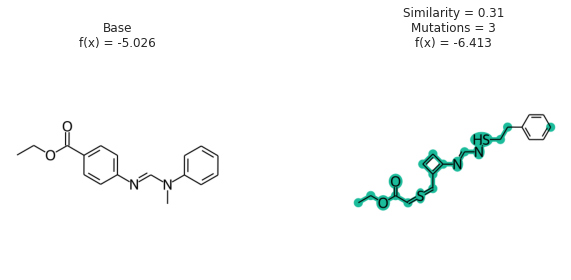 Base
f(x) = -5.026
Similarity = 0.31
Mutations = 3
f(x) = -6.413
O
O
N
N
O
O
S
N
N
HS